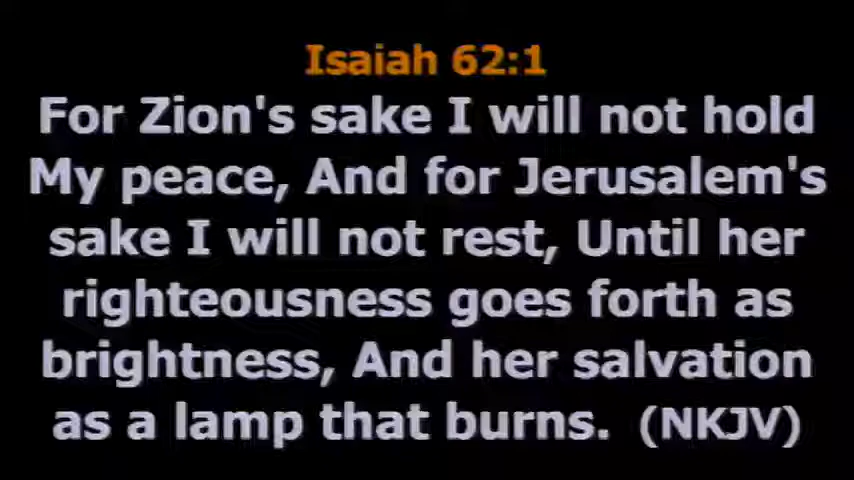 Isaiah 62:1
For Zion's sake I will not hold
My peace, And for Jerusalem's
sake I will not rest, Until her
righteousness goes forth as
brightness, And her salvation
as a lamp that burns. (NKJV)